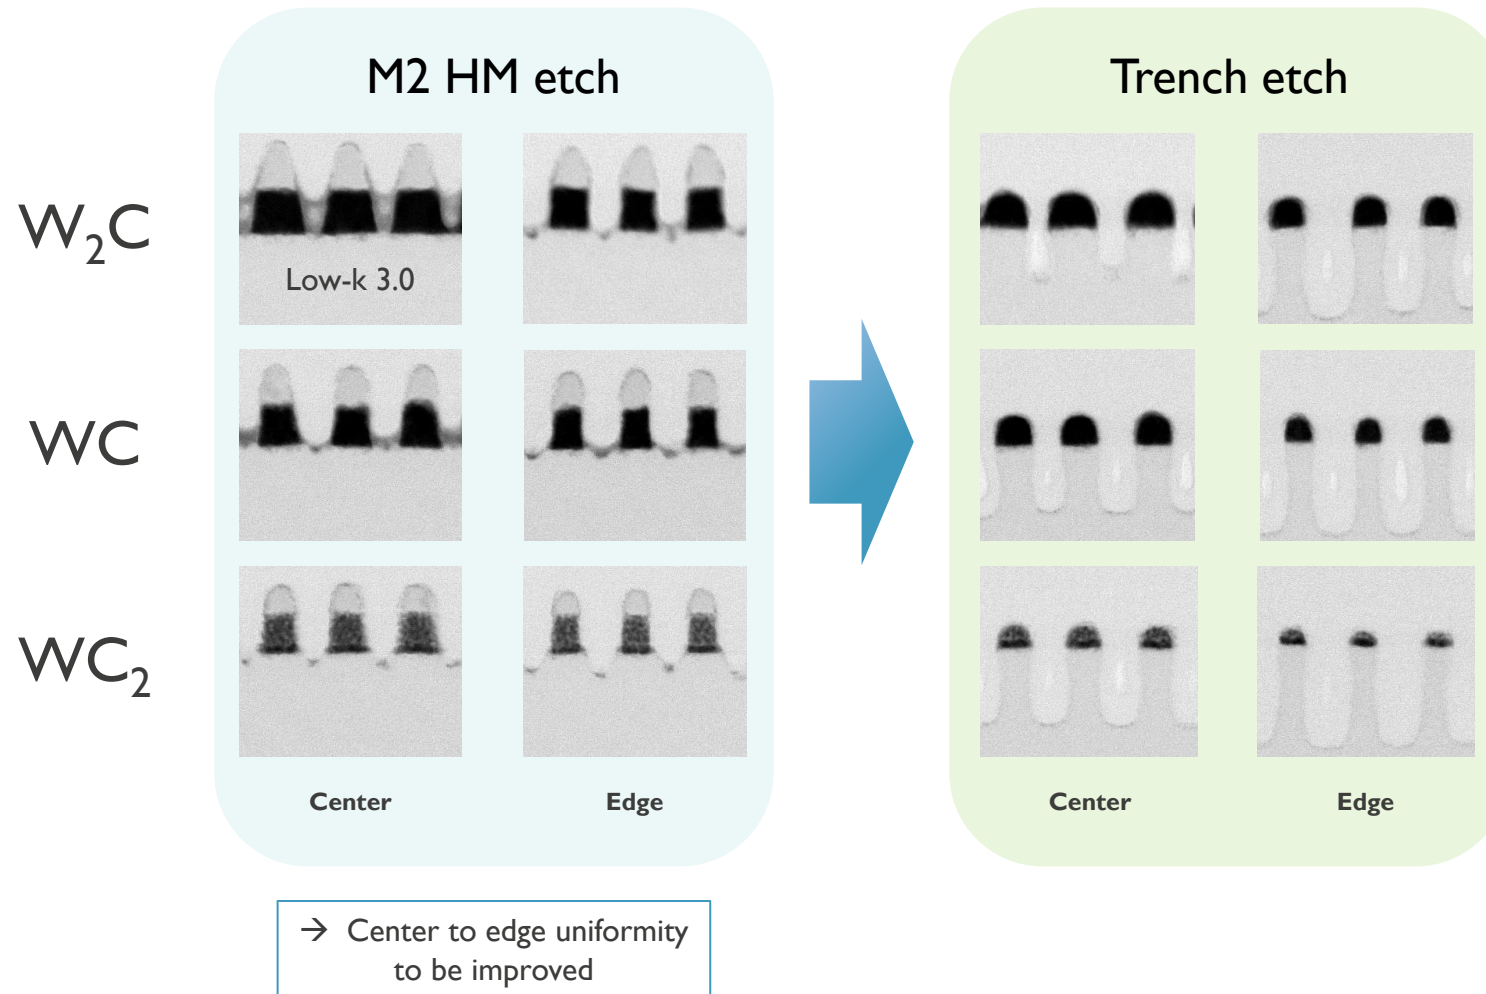 M2 HM etch
Trench etch
W₂C
Low-k 3.0
WC
WC₂
Center
Edge
Center
Edge
→ Center to edge uniformity
to be improved